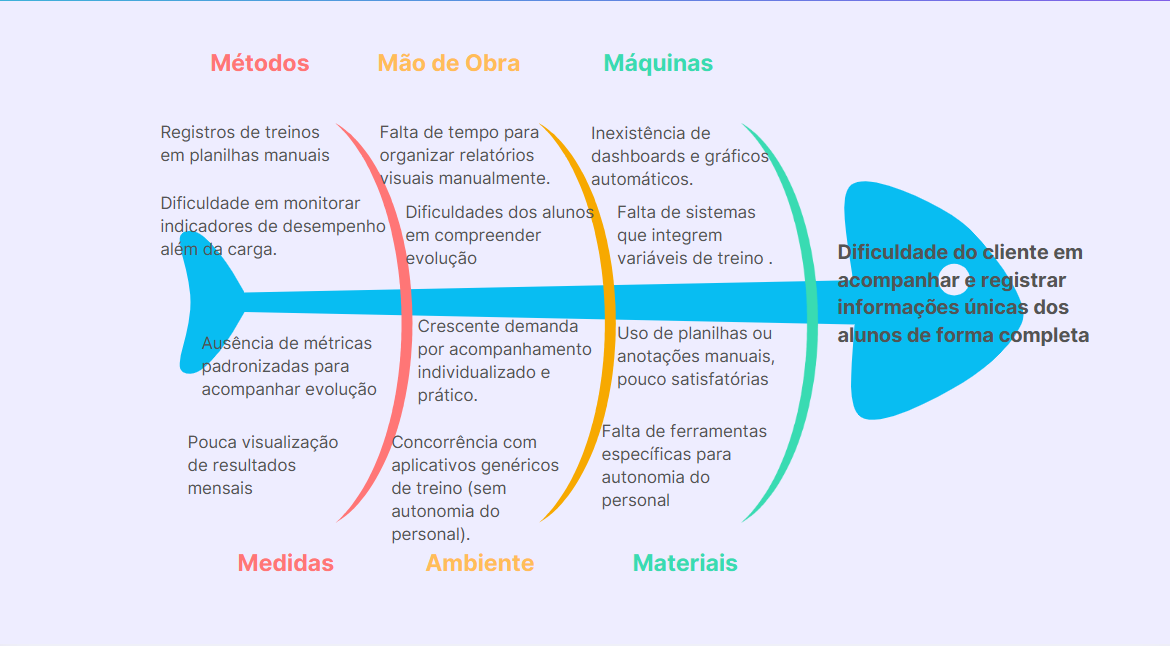 Métodos
Registros de treinos
em planilhas manuais
Dificuldade em monitorar
indicadores de desempenho
além da carga.
Mão de Obra
Falta de tempo para
organizar relatórios
visuais manualmente.
Dificuldades dos alunos
em compreender
evolução
Máquinas
Inexistência de
dashboards e gráficos
automáticos.
Falta de sistemas
que integrem
variáveis de treino .
Dificuldade do cliente em
acompanhar e registrar
informações únicas dos
alunos de forma completa
Ausência de métricas
padronizadas para
acompanhar evolução
Pouca visualização
de resultados
mensais
Medidas
Crescente demanda
por acompanhamento
individualizado e
prático.
Concorrência com
aplicativos genéricos
de treino (sem
autonomia do
personal).
Ambiente
Uso de planilhas ou
anotações manuais,
pouco satisfatórias
Falta de ferramentas
específicas para
autonomia do
personal
Materiais